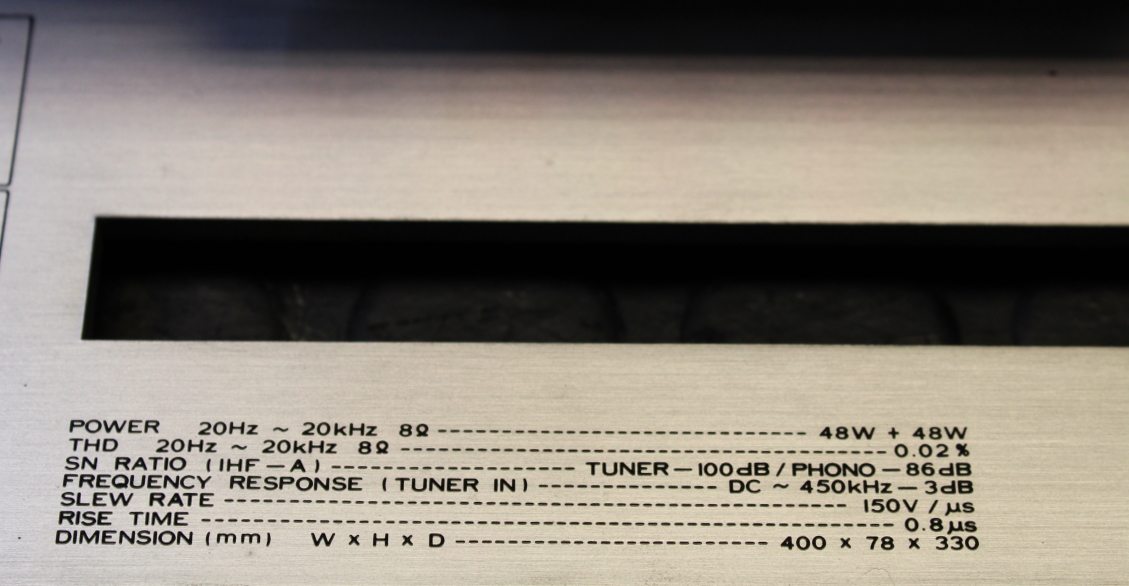 POWER 20Hz ~ 20kHz 8Ω ---------------------------------------- 48W + 48W
THD 20Hz ~ 20kHz 8Ω ---------------------------------------------------- 0.02%
SN RATIO (IHF-A) -------------------------- TUNER-100dB / PHONO-86dB
FREQUENCY RESPONSE (TUNER IN) ------------------- DC ~ 450kHz-3dB
SLEW RATE ------------------------------------------------------------------ 150V / μs
RISE TIME ------------------------------------------------------------------------ 0.8μs
DIMENSION (mm) W x H x D --------------------------------- 400 x 78 x 330